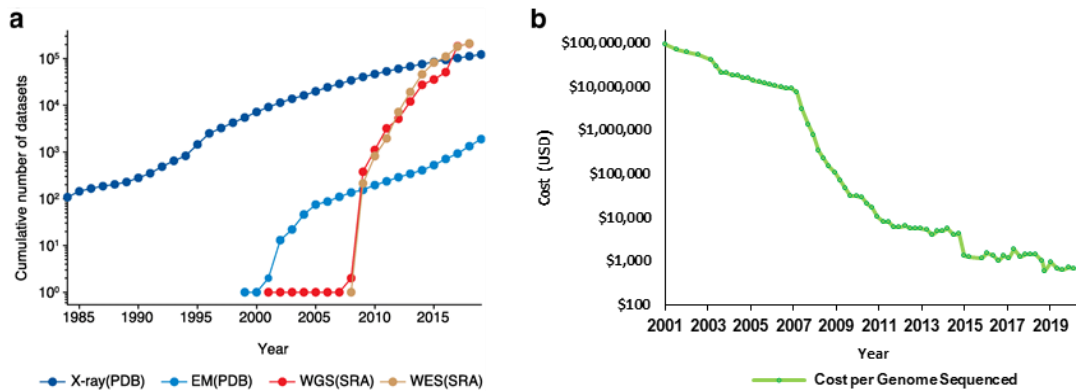 a
Cumulative number of datasets
10⁵
10⁴
10³
10²
10¹
10⁰
1985 1990 1995 2000 2005 2010 2015
Year
X-ray(PDB) EM(PDB) WGS(SRA) WES(SRA)
b
Cost (USD)
$100,000,000
$10,000,000
$1,000,000
$100,000
$10,000
$1,000
$100
2001 2003 2005 2007 2009 2011 2013 2015 2017 2019
Year
Cost per Genome Sequenced